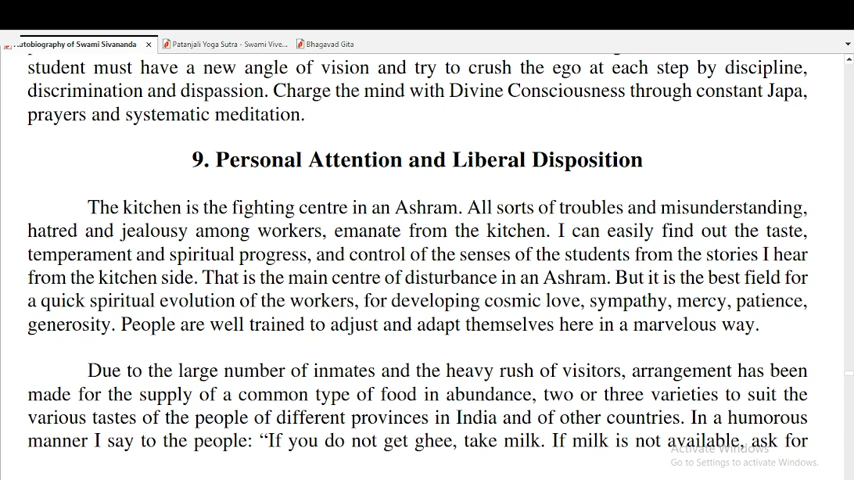 Autobiography of Swami Sivananda × Patanjali Yoga Sutra - Swami Vive... Bhagavad Gita
student must have a new angle of vision and try to crush the ego at each step by discipline,
discrimination and dispassion. Charge the mind with Divine Consciousness through constant Japa,
prayers and systematic meditation.
9. Personal Attention and Liberal Disposition
The kitchen is the fighting centre in an Ashram. All sorts of troubles and misunderstanding,
hatred and jealousy among workers, emanate from the kitchen. I can easily find out the taste,
temperament and spiritual progress, and control of the senses of the students from the stories I hear
from the kitchen side. That is the main centre of disturbance in an Ashram. But it is the best field for
a quick spiritual evolution of the workers, for developing cosmic love, sympathy, mercy, patience,
generosity. People are well trained to adjust and adapt themselves here in a marvelous way.
Due to the large number of inmates and the heavy rush of visitors, arrangement has been
made for the supply of a common type of food in abundance, two or three varieties to suit the
various tastes of the people of different provinces in India and of other countries. In a humorous
manner I say to the people: “If you do not get ghee, take milk. If milk is not available, ask for
Activate Windows
Go to Settings to activate Windows.